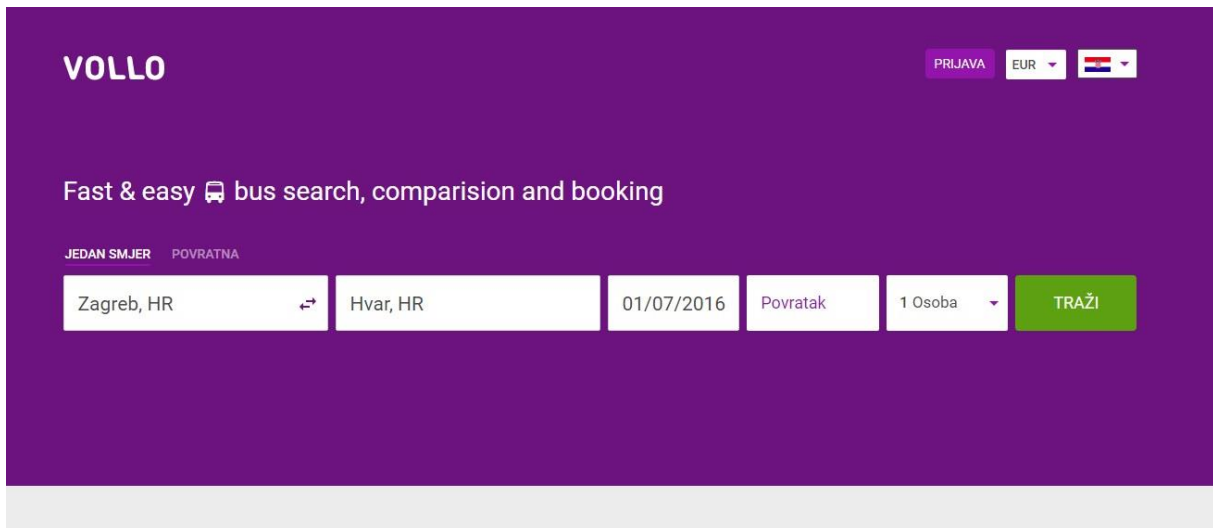 VOLLO
PRIJAVA EUR
Fast & easy bus search, comparision and booking
JEDAN SMJER POVRATNA
Zagreb, HR Hvar, HR 01/07/2016 Povratak 1 Osoba TRAŽI